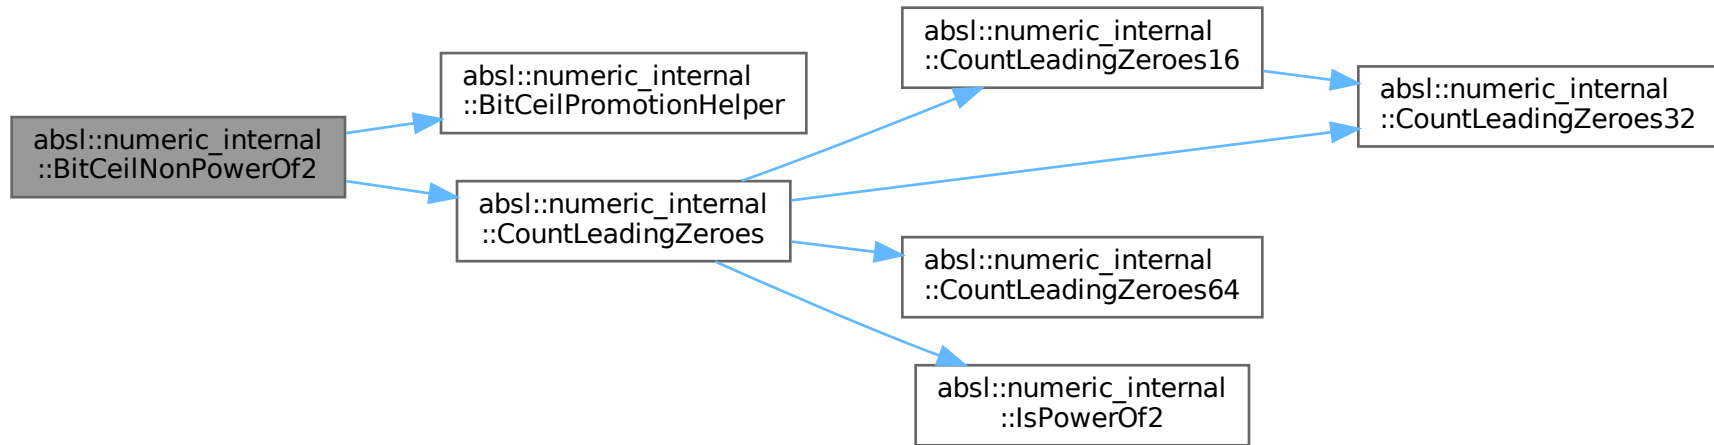 absl::numeric_internal
::BitCeilNonPowerOf2
absl::numeric_internal
::BitCeilPromotionHelper
absl::numeric_internal
::CountLeadingZeroes
absl::numeric_internal
::CountLeadingZeroes16
absl::numeric_internal
::CountLeadingZeroes32
absl::numeric_internal
::CountLeadingZeroes64
absl::numeric_internal
::IsPowerOf2